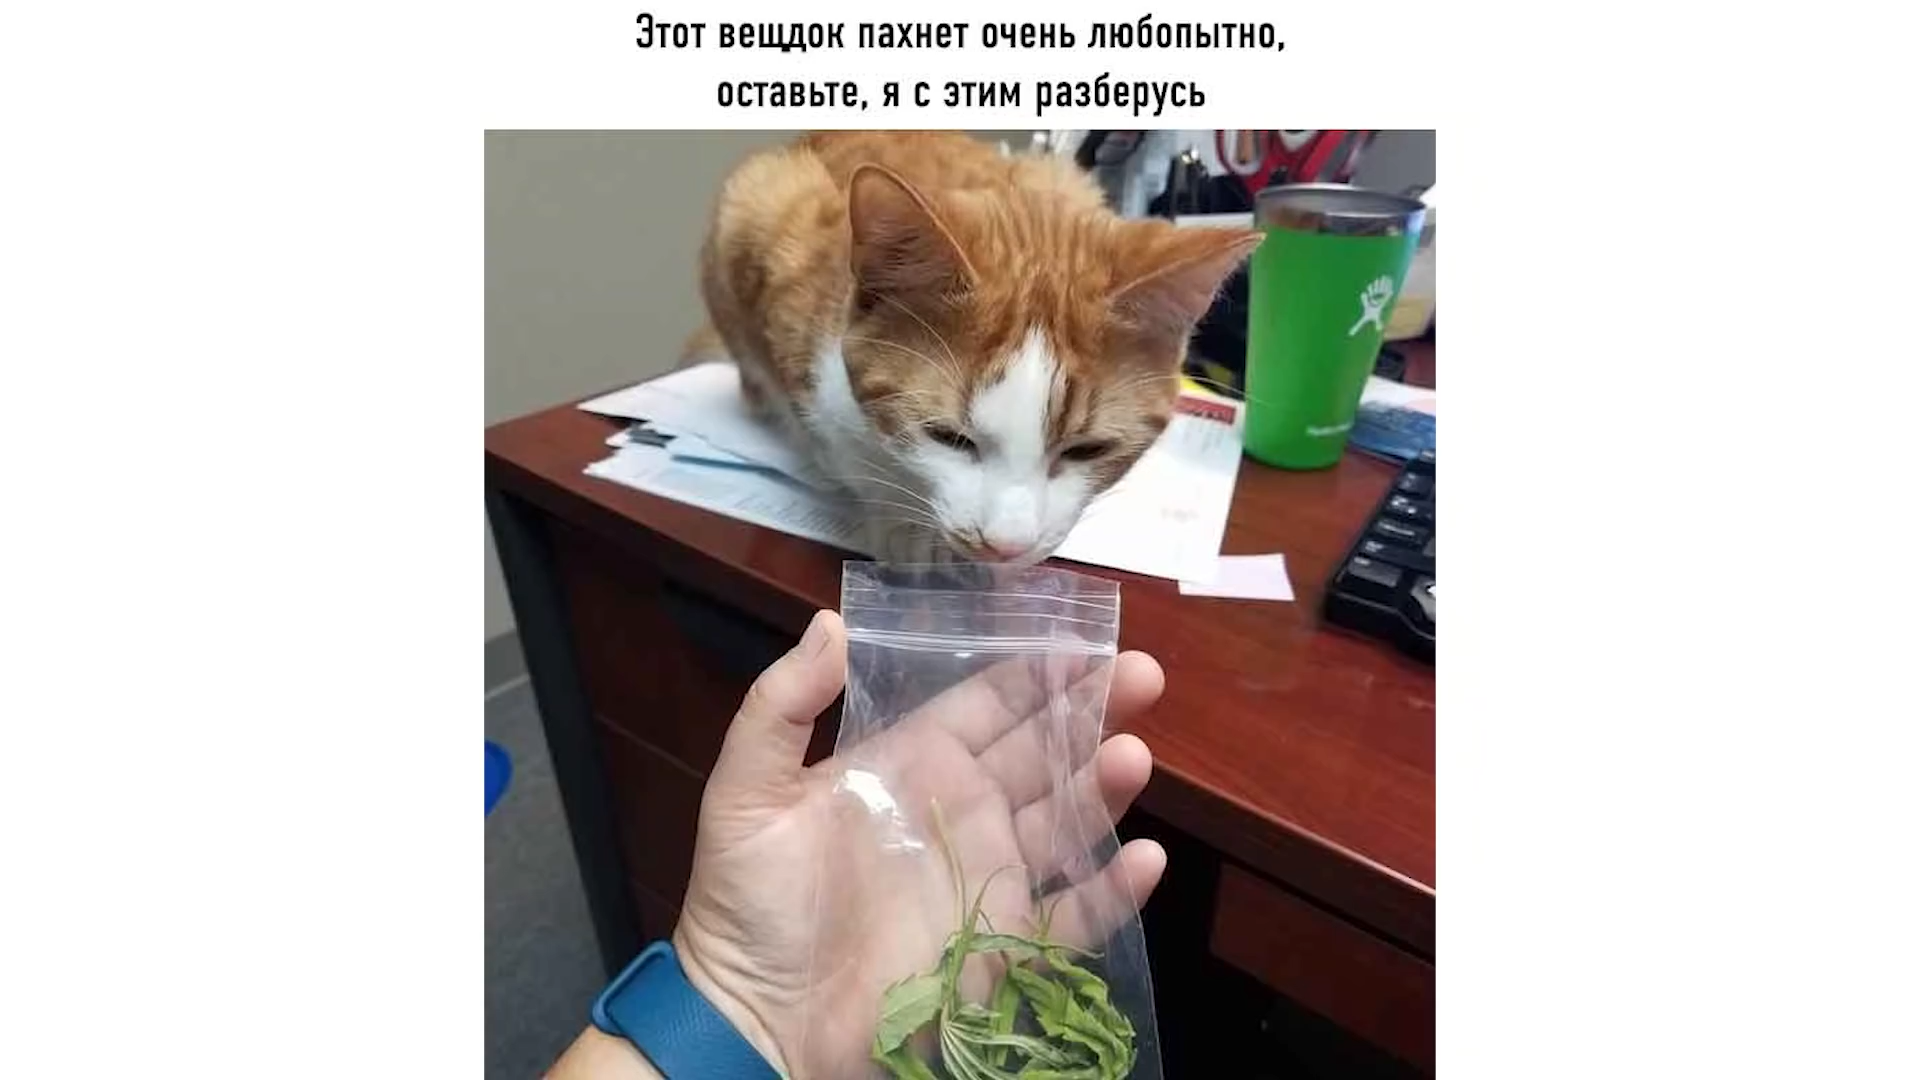 Этот вещдок пахнет очень любопытно,
оставьте, я с этим разберусь